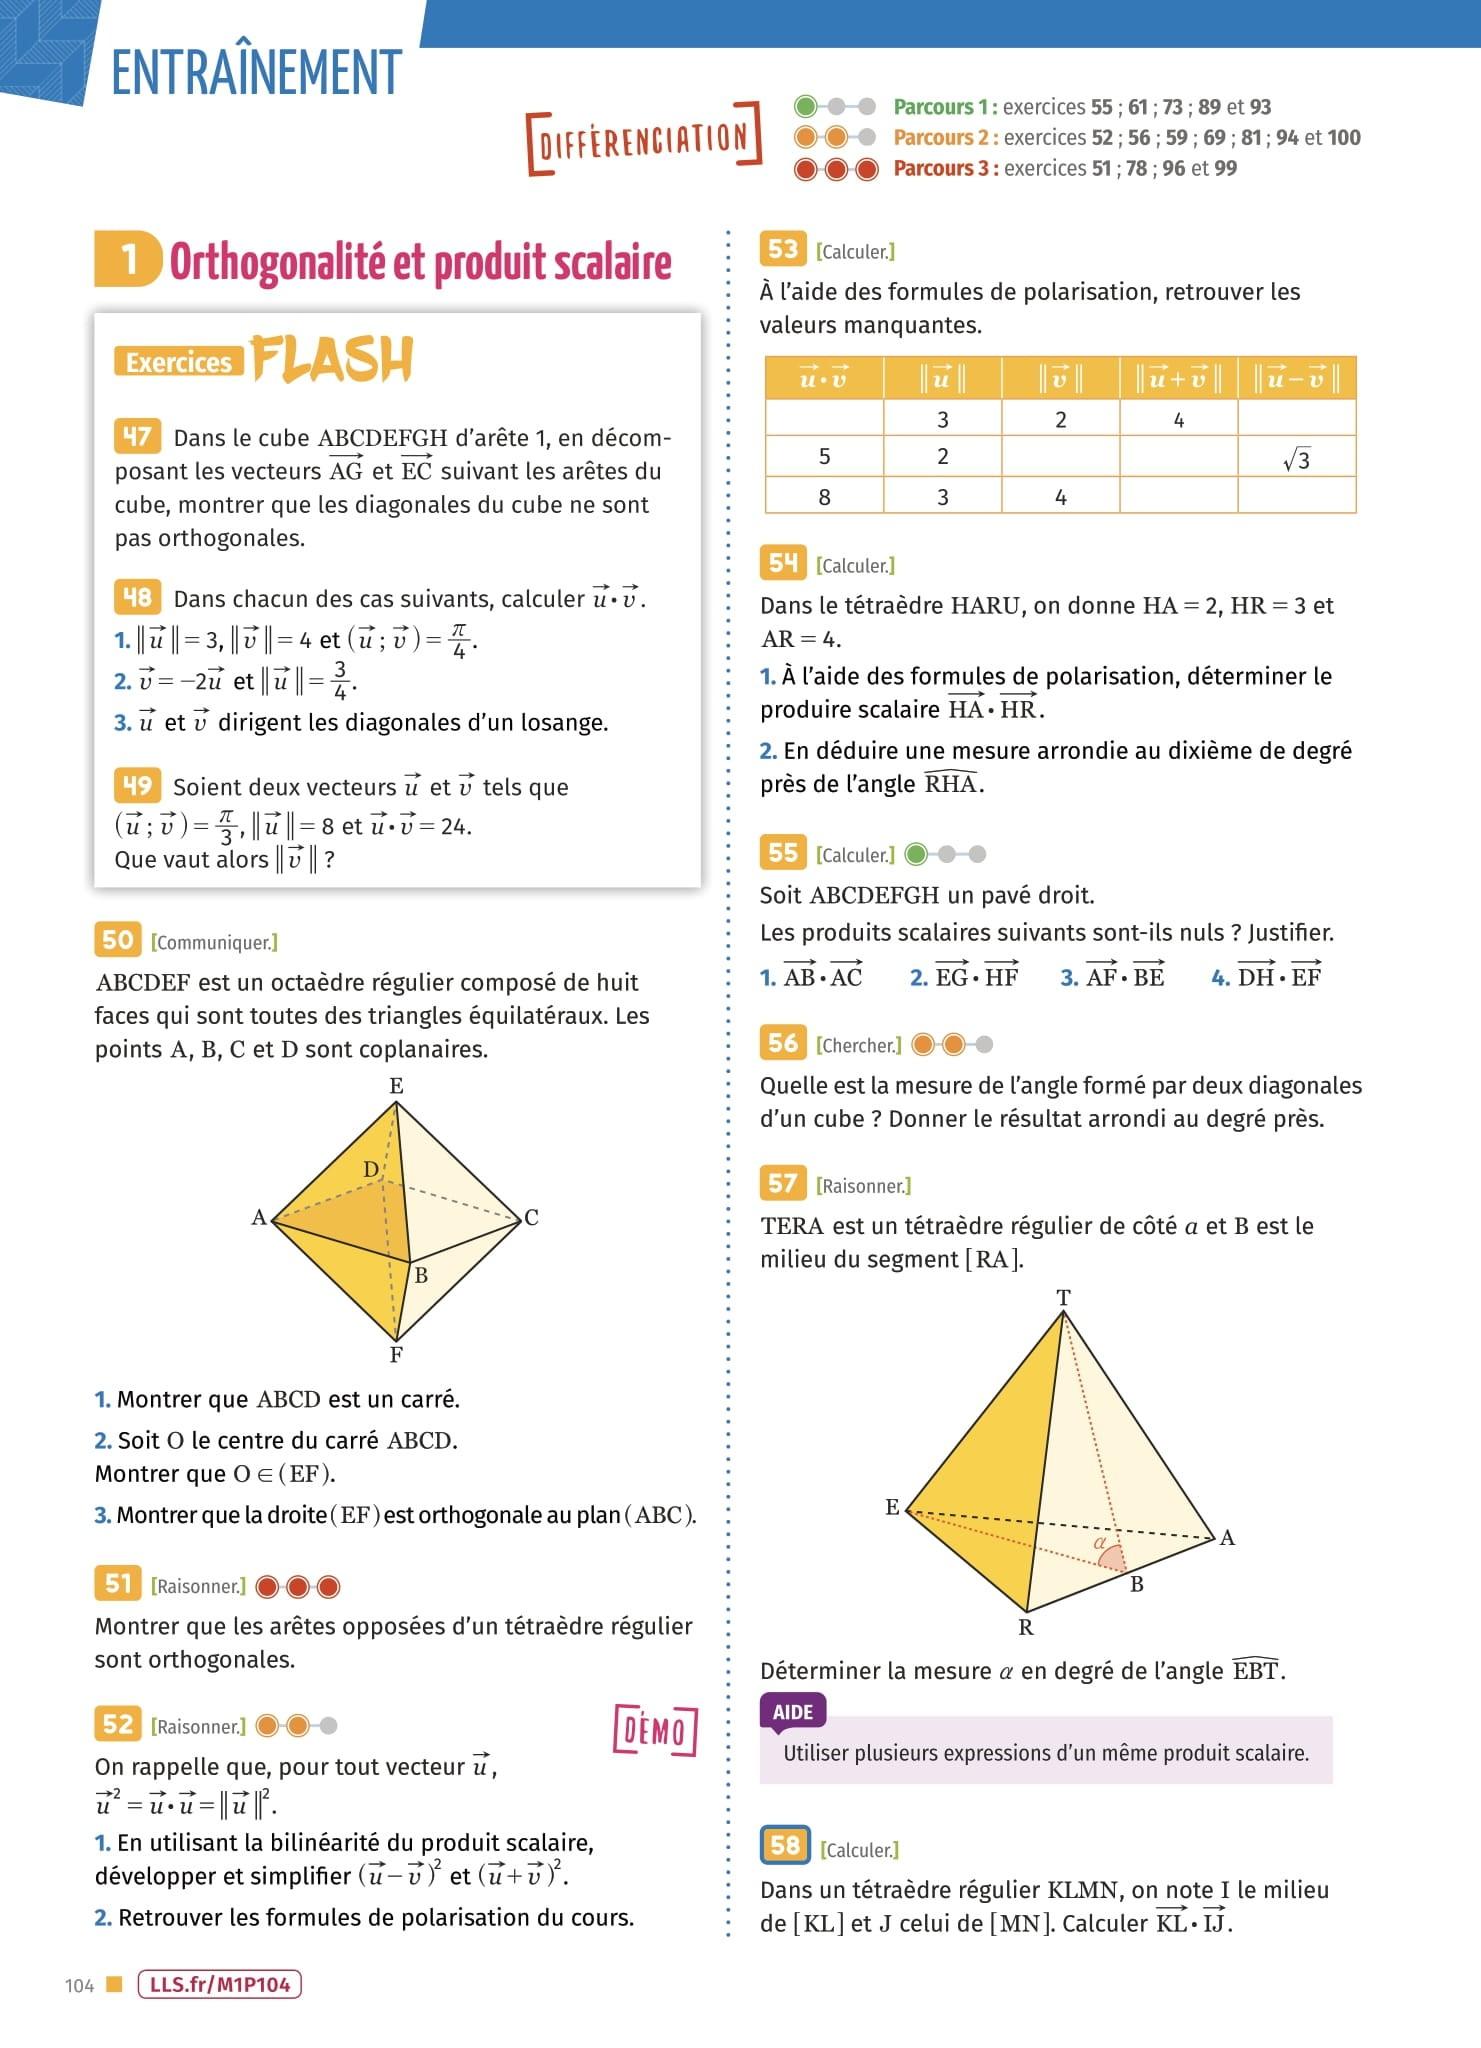 ENTRAÎNEMENT
DIFFÉRENCIATION
Parcours 1 : exercices 55 ; 61 ; 73 ; 89 et 93
Parcours 2 : exercices 52 ; 56 ; 59 ; 69 ; 81 ; 94 et 100
Parcours 3 : exercices 51 ; 78 ; 96 et 99
1 Orthogonalité et produit scalaire
Exercices FLASH
47 Dans le cube ABCDEFGH d’arête 1, en décom-
posant les vecteurs $\overrightarrow{AG}$ et $\overrightarrow{EC}$ suivant les arêtes du
cube, montrer que les diagonales du cube ne sont
pas orthogonales.
48 Dans chacun des cas suivants, calculer $\vec{u} \cdot \vec{v}$.
1. $\|\vec{u}\| = 3$, $\|\vec{v}\| = 4$ et $(\vec{u} ; \vec{v}) = \frac{\pi}{4}$.
2. $\vec{v} = -2\vec{u}$ et $\|\vec{u}\| = \frac{3}{4}$.
3. $\vec{u}$ et $\vec{v}$ dirigent les diagonales d’un losange.
49 Soient deux vecteurs $\vec{u}$ et $\vec{v}$ tels que
$(\vec{u} ; \vec{v}) = \frac{\pi}{3}$, $\|\vec{u}\| = 8$ et $\vec{u} \cdot \vec{v} = 24$.
Que vaut alors $\|\vec{v}\|$ ?
50 [Communiquer.]
ABCDEF est un octaèdre régulier composé de huit
faces qui sont toutes des triangles équilatéraux. Les
points A, B, C et D sont coplanaires.
E
D
A
C
B
F
1. Montrer que ABCD est un carré.
2. Soit O le centre du carré ABCD.
Montrer que O ∈ (EF).
3. Montrer que la droite (EF) est orthogonale au plan (ABC).
51 [Raisonner.]
Montrer que les arêtes opposées d’un tétraèdre régulier
sont orthogonales.
52 [Raisonner.]
DÉMO
On rappelle que, pour tout vecteur $\vec{u}$,
$\vec{u}^2 = \vec{u} \cdot \vec{u} = \|\vec{u}\|^2$.
1. En utilisant la bilinéarité du produit scalaire,
développer et simplifier $(\vec{u} - \vec{v})^2$ et $(\vec{u} + \vec{v})^2$.
2. Retrouver les formules de polarisation du cours.
53 [Calculer.]
À l’aide des formules de polarisation, retrouver les
valeurs manquantes.
$\vec{u} \cdot \vec{v}$ $\|\vec{u}\|$ $\|\vec{v}\|$ $\|\vec{u} + \vec{v}\|$ $\|\vec{u} - \vec{v}\|$
3 2 4
5 2 $\sqrt{3}$
8 3 4
54 [Calculer.]
Dans le tétraèdre HARU, on donne HA = 2, HR = 3 et
AR = 4.
1. À l’aide des formules de polarisation, déterminer le
produire scalaire $\overrightarrow{HA} \cdot \overrightarrow{HR}$.
2. En déduire une mesure arrondie au dixième de degré
près de l’angle $\widehat{RHA}$.
55 [Calculer.]
Soit ABCDEFGH un pavé droit.
Les produits scalaires suivants sont-ils nuls ? Justifier.
1. $\overrightarrow{AB} \cdot \overrightarrow{AC}$ 2. $\overrightarrow{EG} \cdot \overrightarrow{HF}$ 3. $\overrightarrow{AF} \cdot \overrightarrow{BE}$ 4. $\overrightarrow{DH} \cdot \overrightarrow{EF}$
56 [Chercher.]
Quelle est la mesure de l’angle formé par deux diagonales
d’un cube ? Donner le résultat arrondi au degré près.
57 [Raisonner.]
TERA est un tétraèdre régulier de côté $a$ et B est le
milieu du segment [RA].
T
E
A
α
B
R
Déterminer la mesure $\alpha$ en degré de l’angle $\widehat{EBT}$.
AIDE
Utiliser plusieurs expressions d’un même produit scalaire.
58 [Calculer.]
Dans un tétraèdre régulier KLMN, on note I le milieu
de [KL] et J celui de [MN]. Calculer $\overrightarrow{KL} \cdot \overrightarrow{IJ}$.
104 LLS.fr/M1P104